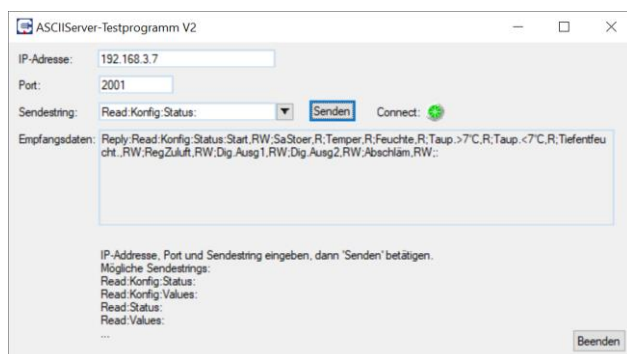 ASCIIServer-Testprogramm V2
IP-Adresse: 192.168.3.7
Port: 2001
Sendestring: Read:Konfig:Status: Senden Connect:
Empfangsdaten: Reply:Read:Konfig:Status:Start,RW;SaStoer,R;Temper,R;Feuchte,R;Taup.>7°C,R;Taup.<7°C,R;Tiefentfeu
cht.,RW;RegZuluft,RW;Dig.Ausg1,RW;Dig.Ausg2,RW;Abschläm,RW;:
IP-Addresse, Port und Sendestring eingeben, dann 'Senden' betätigen.
Mögliche Sendestrings:
Read:Konfig:Status:
Read:Konfig:Values:
Read:Status:
Read:Values:
...
Beenden